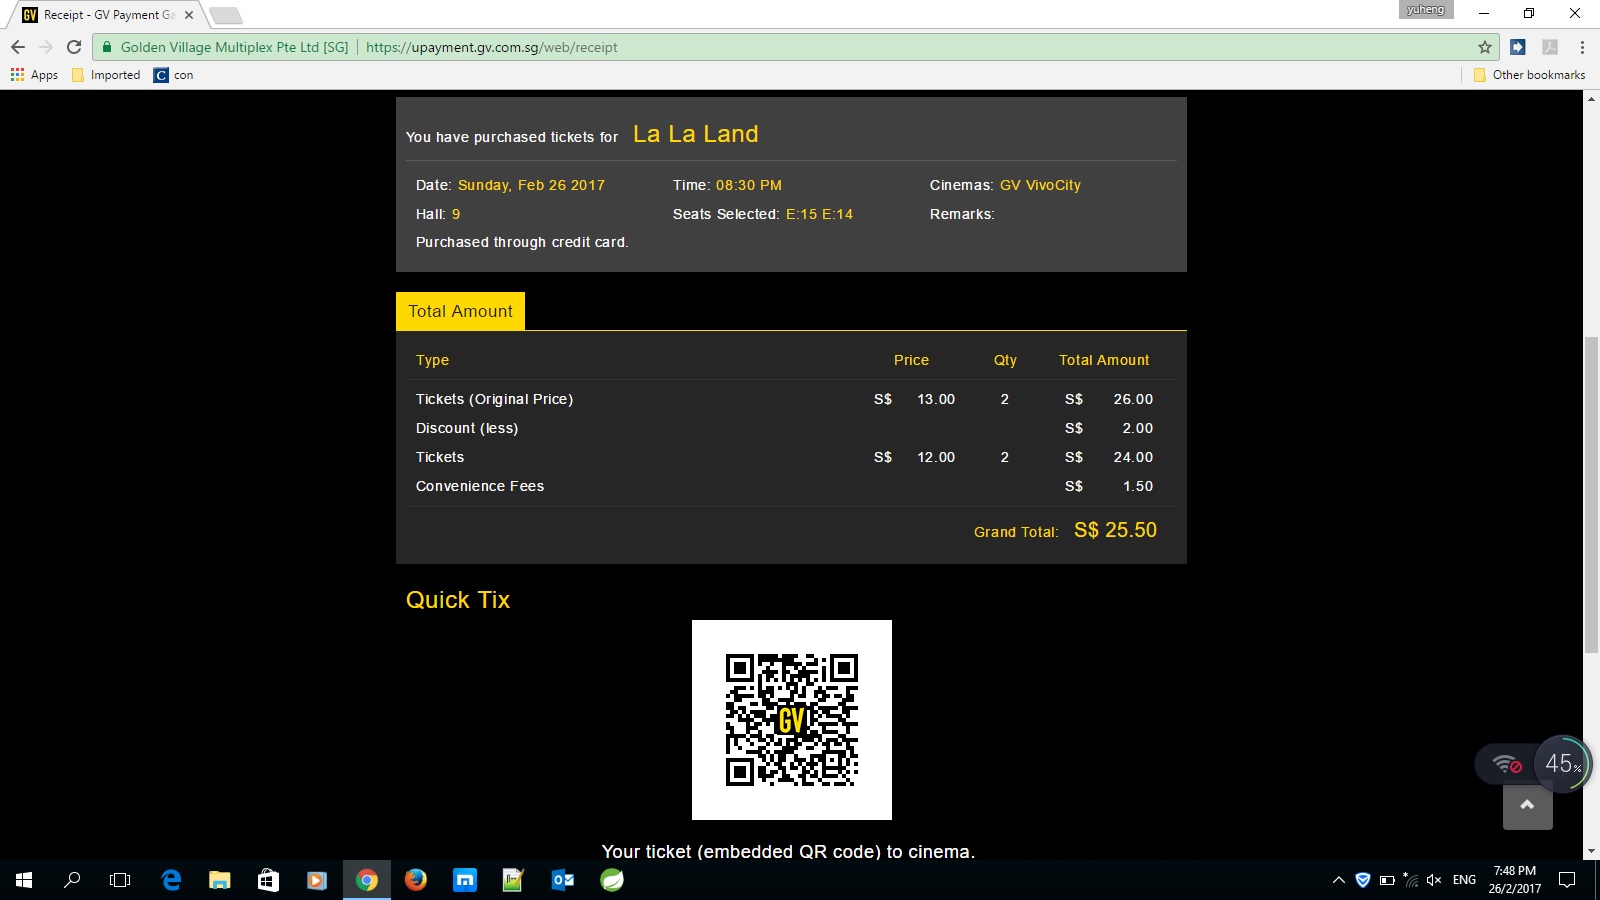 yuheng
GV Receipt - GV Payment Ga
Golden Village Multiplex Pte Ltd [SG] https://upayment.gv.com.sg/web/receipt
Apps Imported C con Other bookmarks
You have purchased tickets for La La Land
Date: Sunday, Feb 26 2017 Time: 08:30 PM Cinemas: GV VivoCity
Hall: 9 Seats Selected: E:15 E:14 Remarks:
Purchased through credit card.
Total Amount
Type Price Qty Total Amount
Tickets (Original Price) S$ 13.00 2 S$ 26.00
Discount (less) S$ 2.00
Tickets S$ 12.00 2 S$ 24.00
Convenience Fees S$ 1.50
Grand Total: S$ 25.50
Quick Tix
GV
45%
Your ticket (embedded QR code) to cinema.
ENG 7:48 PM
26/2/2017